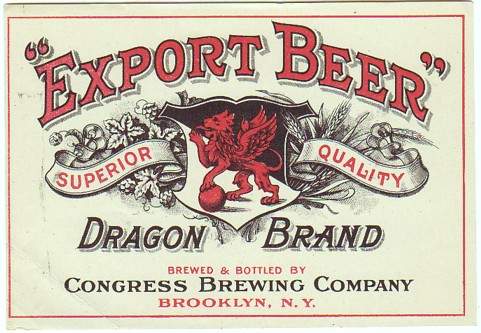 "EXPORT BEER"
SUPERIOR QUALITY
DRAGON BRAND
BREWED & BOTTLED BY
CONGRESS BREWING COMPANY
BROOKLYN, N.Y.